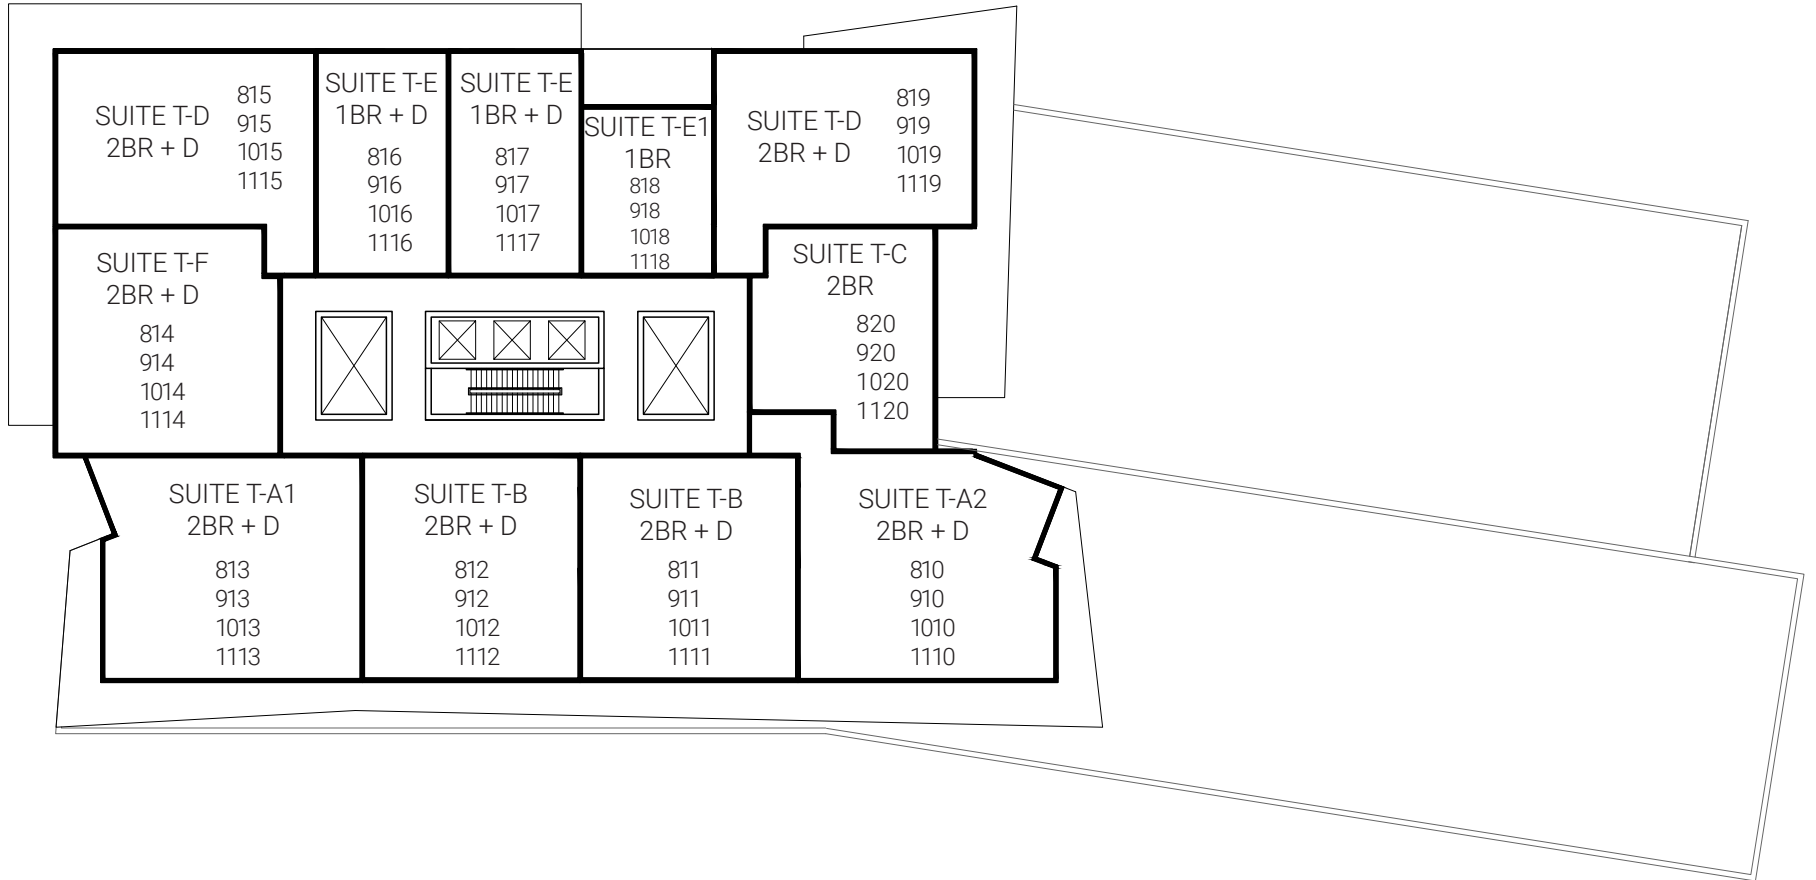 SUITE T-D
2BR + D
815
915
1015
1115
SUITE T-E
1BR + D
816
916
1016
1116
SUITE T-E
1BR + D
817
917
1017
1117
SUITE T-E1
1BR
818
918
1018
1118
SUITE T-D
2BR + D
819
919
1019
1119
SUITE T-F
2BR + D
814
914
1014
1114
SUITE T-C
2BR
820
920
1020
1120
SUITE T-A1
2BR + D
813
913
1013
1113
SUITE T-B
2BR + D
812
912
1012
1112
SUITE T-B
2BR + D
811
911
1011
1111
SUITE T-A2
2BR + D
810
910
1010
1110